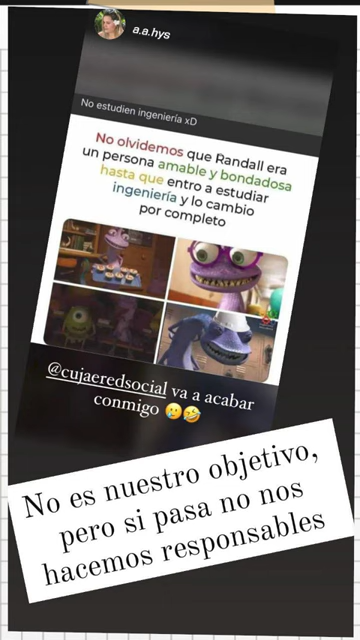 a.a.hys
No estudien ingeniería xD
No olvidemos que Randall era
un persona amable y bondadosa
hasta que entro a estudiar
ingeniería y lo cambio
por completo
@cujaeredsocial va a acabar
conmigo 🥲🤣
No es nuestro objetivo,
pero si pasa no nos
hacemos responsables